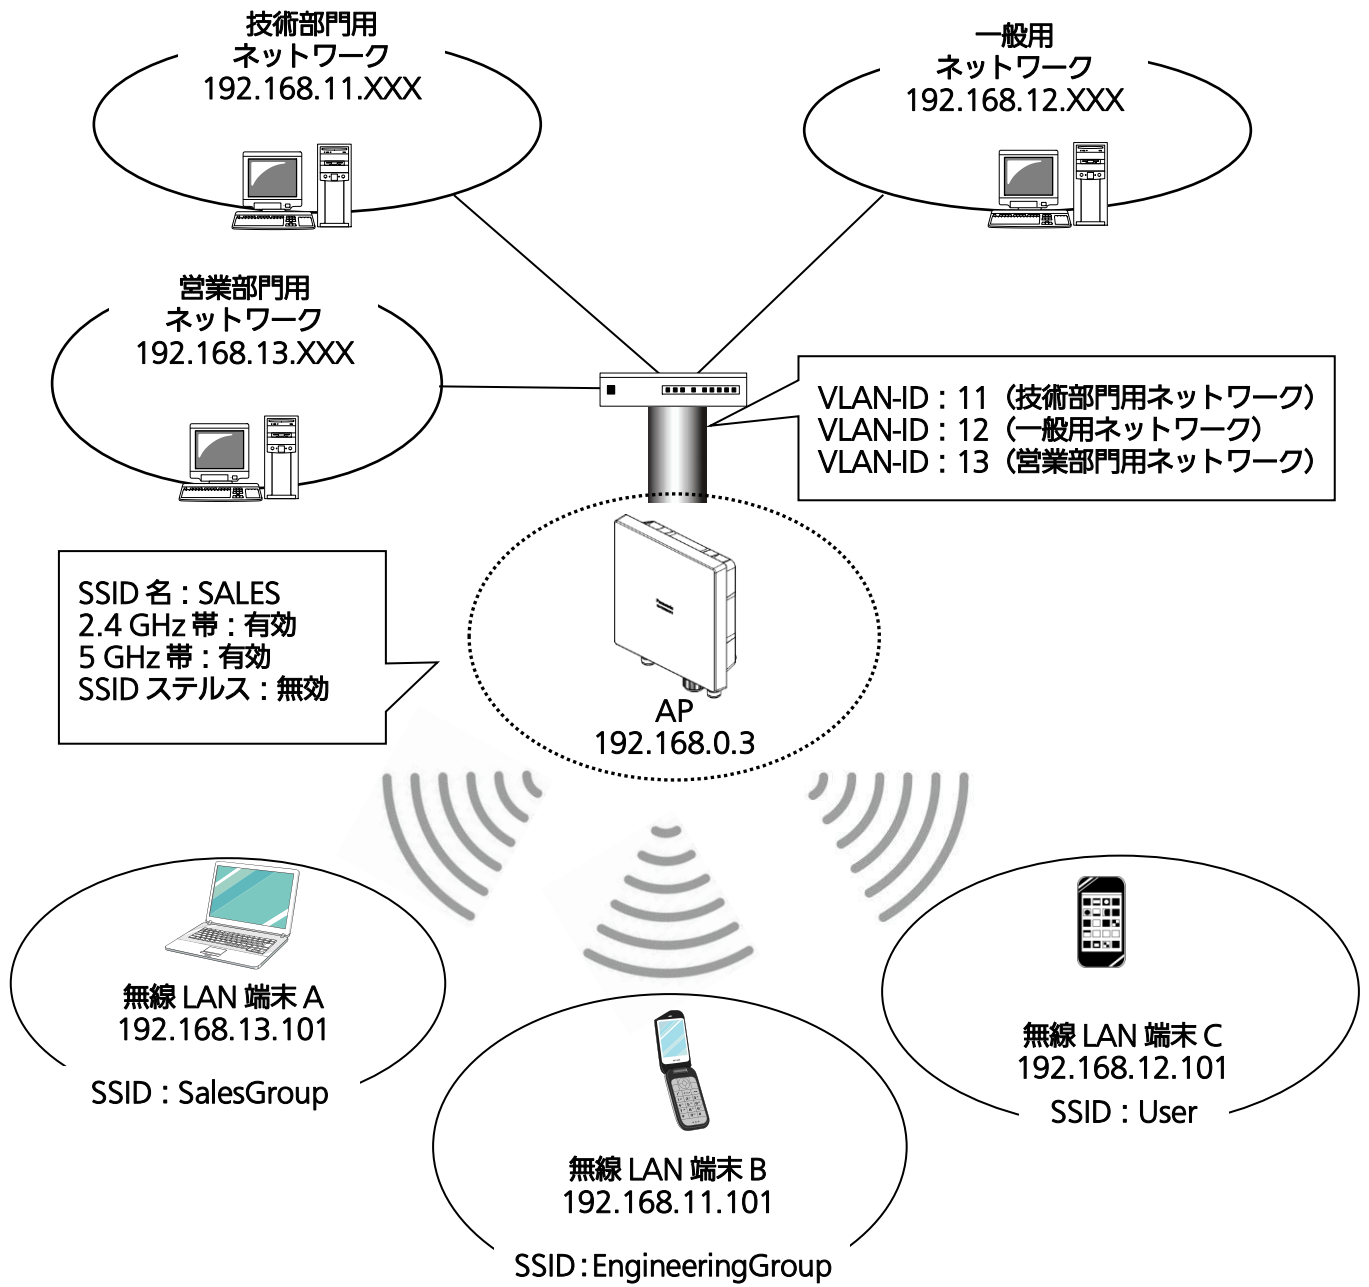 技術部門用
ネットワーク
192.168.11.XXX
一般用
ネットワーク
192.168.12.XXX
営業部門用
ネットワーク
192.168.13.XXX
VLAN-ID：11（技術部門用ネットワーク）
VLAN-ID：12（一般用ネットワーク）
VLAN-ID：13（営業部門用ネットワーク）
SSID 名：SALES
2.4 GHz 帯：有効
5 GHz 帯：有効
SSID ステルス：無効
AP
192.168.0.3
無線 LAN 端末 A
192.168.13.101
SSID：SalesGroup
無線 LAN 端末 B
192.168.11.101
SSID：EngineeringGroup
無線 LAN 端末 C
192.168.12.101
SSID：User